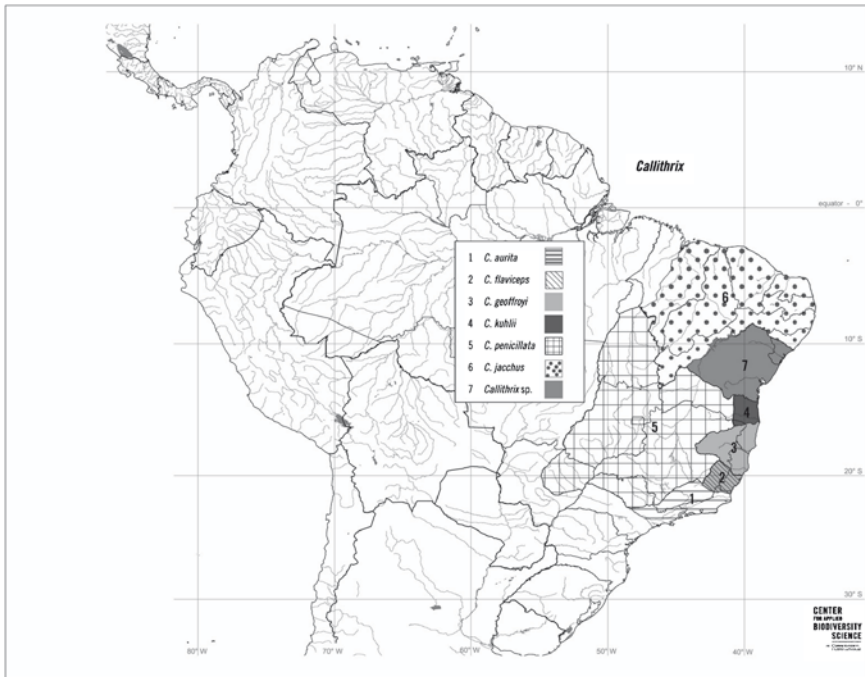 10° N
Callithrix
equator - 0°
1 C. aurita
2 C. flaviceps
3 C. geoffroyi
4 C. kuhlii
5 C. penicillata
6 C. jacchus
7 Callithrix sp.
6
10° S
7
4
5
3
20° S
2
1
30° S
CENTER
FOR APPLIED
BIODIVERSITY
SCIENCE
80° W 70° W 60° W 50° W 40° W